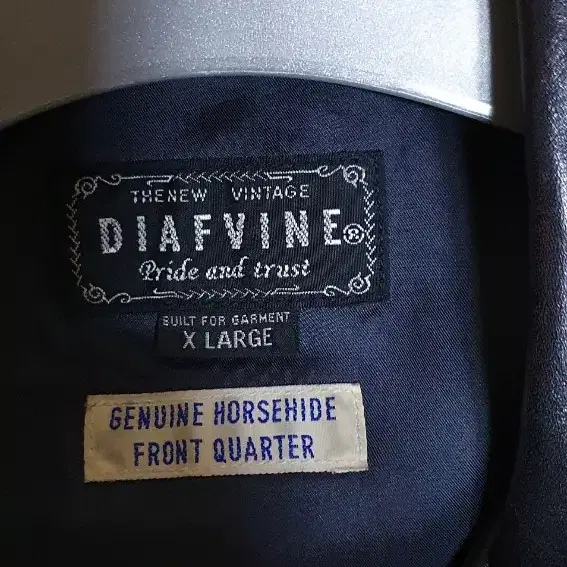 THENEW VINTAGE
DIAFVINE®
Pride and trust
BUILT FOR GARMENT
X LARGE
GENUINE HORSEHIDE
FRONT QUARTER